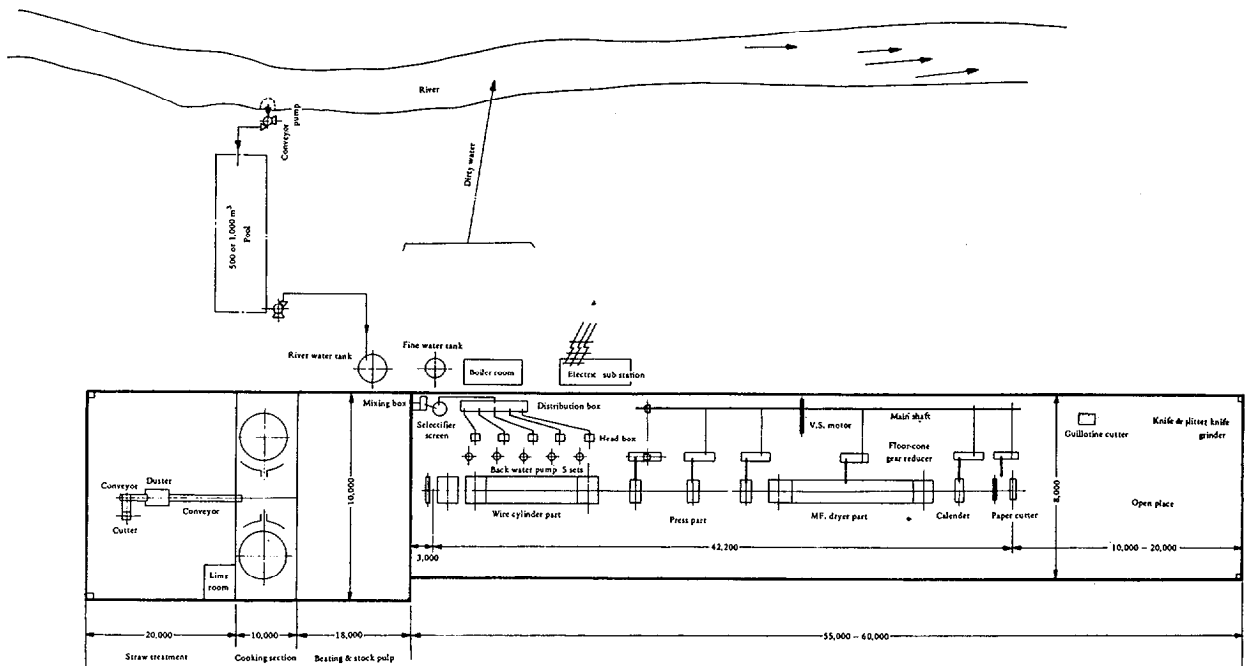 River
Conveyor
pump
500 or 1,000 m³
Pool
Dirty water
River water tank
Fine water tank
Boiler room
Electric sub station
Mixing box
Selectifier
screen
Distribution box
Head box
Back water pump 5 sets
V.S. motor
Main shaft
Floor-cone
gear reducer
Guillotine cutter
Knife & slitter knife
grinder
Conveyor
Duster
Conveyor
Cutter
Lime
room
10,000
Wire cylinder part
Press part
MF. dryer part
Calender
Paper cutter
Open place
8,000
3,000
42,200
10,000 – 20,000
20,000
10,000
18,000
55,000 – 60,000
Straw treatment
Cooking section
Beating & stock pulp